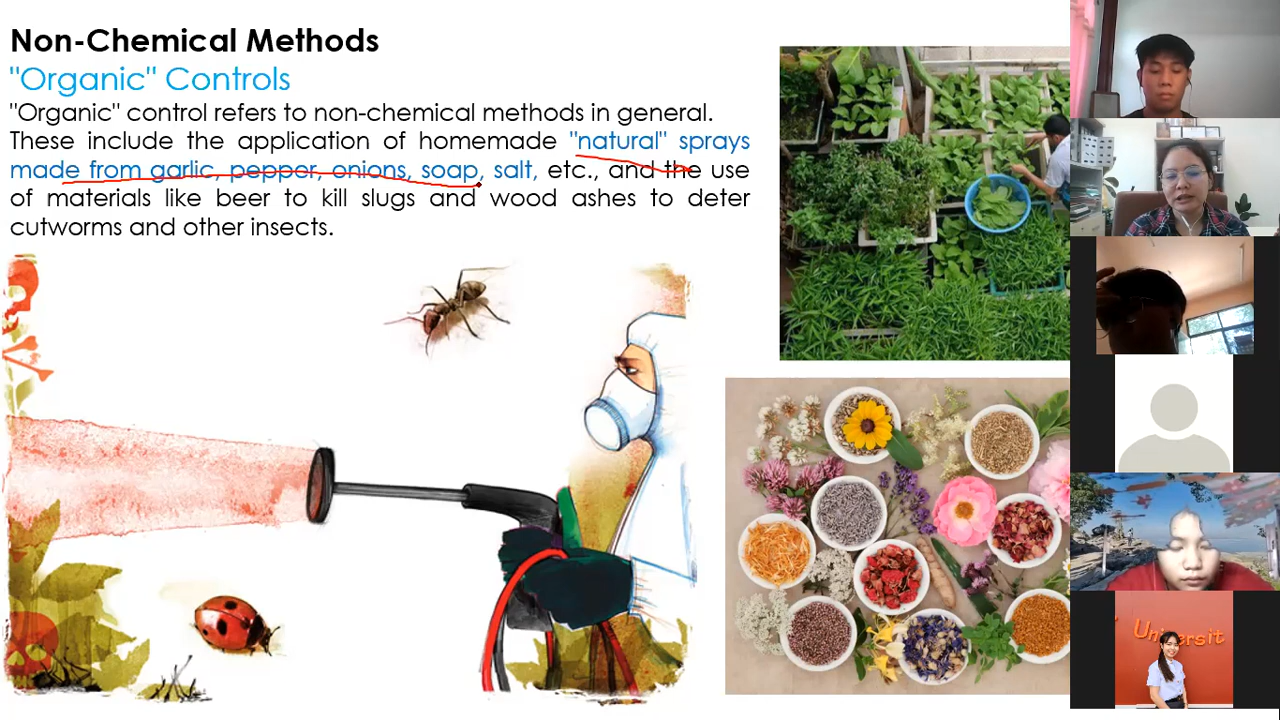 Non-Chemical Methods
"Organic" Controls
"Organic" control refers to non-chemical methods in general.
These include the application of homemade "natural" sprays
made from garlic, pepper, onions, soap, salt, etc., and the use
of materials like beer to kill slugs and wood ashes to deter
cutworms and other insects.
Universit